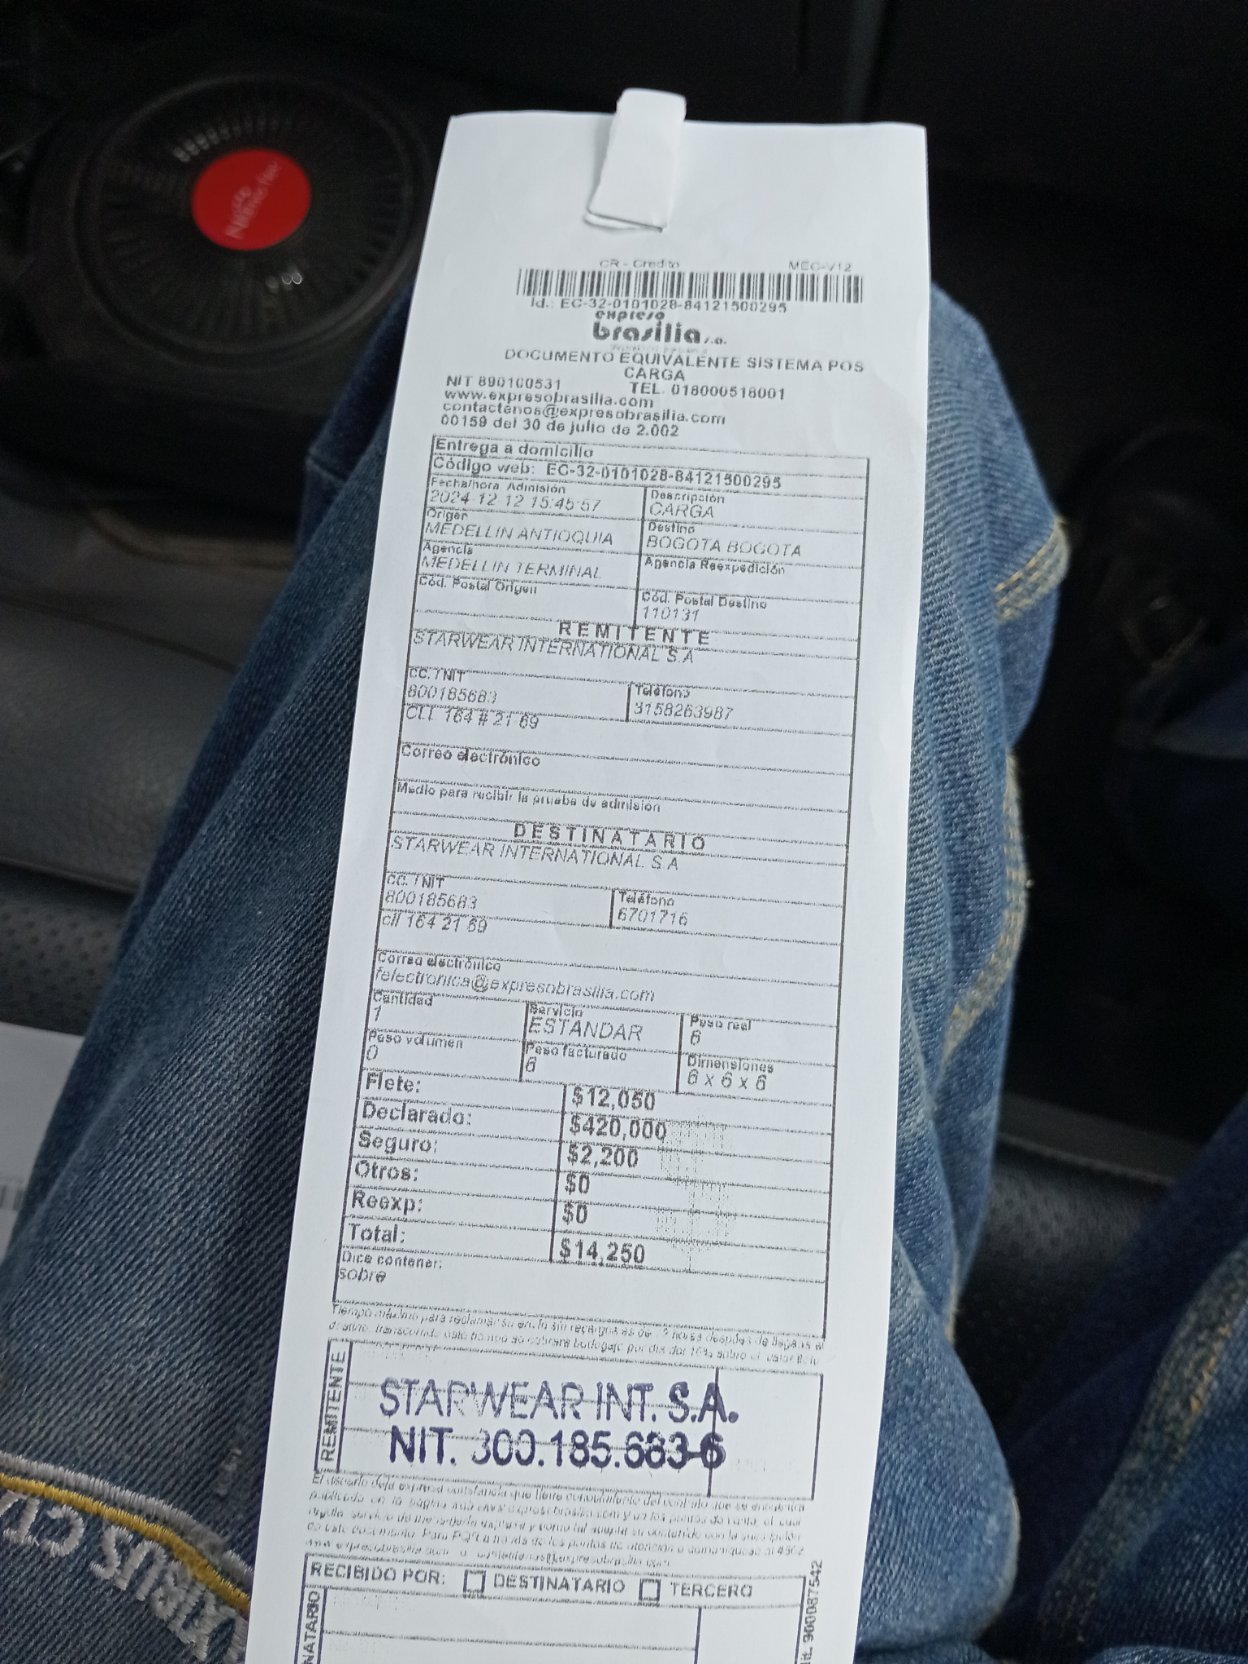 CR - Credito MEC-V12
Id.: EC-32-0101028-84121500295
expreso
brasilia s.a.
DOCUMENTO EQUIVALENTE SISTEMA POS
CARGA
NIT 890100531 TEL. 018000518001
www.expresobrasilia.com
contactenos@expresobrasilia.com
00159 del 30 de julio de 2.002
Entrega a domicilio
Código web: EC-32-0101028-84121500295
Fecha/hora Admisión Descripción
2024-12-12 15:45:57 CARGA
Origen Destino
MEDELLIN ANTIOQUIA BOGOTA BOGOTA
Agencia Agencia Reexpedición
MEDELLIN TERMINAL
Cód. Postal Origen Cód. Postal Destino
110131
REMITENTE
STARWEAR INTERNATIONAL S.A
CC. / NIT Teléfono
800185683 3158263987
CLL 164 # 21 69
Correo electrónico
Medio para recibir la prueba de admisión
DESTINATARIO
STARWEAR INTERNATIONAL S A
CC. / NIT Teléfono
800185683 6701716
cll 164 21 69
Correo electrónico
felectronica@expresobrasilia.com
Cantidad Servicio Peso real
1 ESTANDAR 6
Peso volumen Peso facturado Dimensiones
0 6 6 x 6 x 6
Flete: $12,050
Declarado: $420,000
Seguro: $2,200
Otros: $0
Reexp: $0
Total: $14,250
Dice contener:
sobre
REMITENTE
STARWEAR INT. S.A.
NIT. 800.185.683-6
RECIBIDO POR: DESTINATARIO TERCERO
NATARIO
900087542